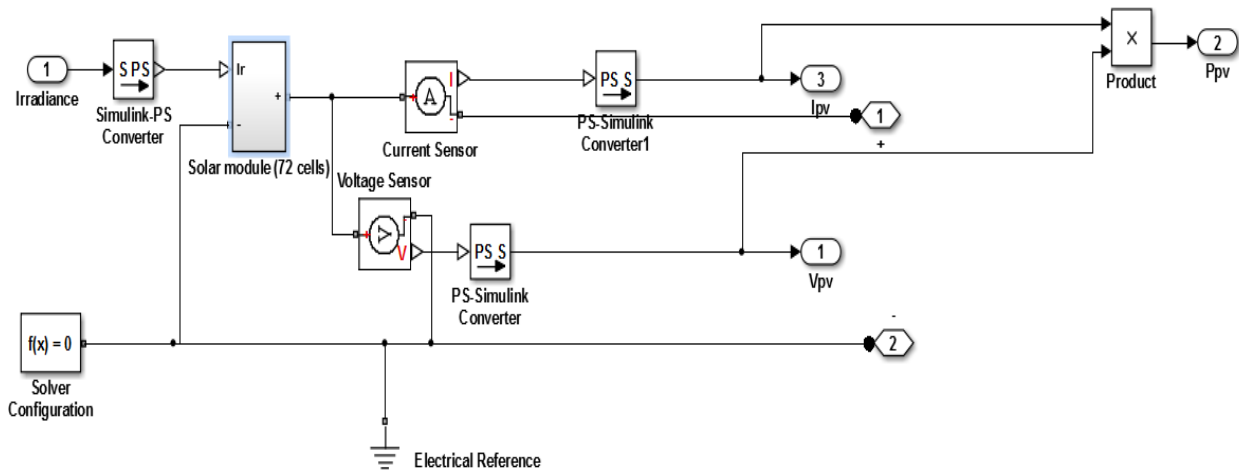 1
Irradiance
S PS
Simulink-PS
Converter
Ir
+
-
Solar module (72 cells)
A
I
-
Current Sensor
PS S
PS-Simulink
Converter1
3
Ipv
1
+
X
Product
2
Ppv
Voltage Sensor
V
V
PS S
PS-Simulink
Converter
1
Vpv
-
2
f(x) = 0
Solver
Configuration
Electrical Reference